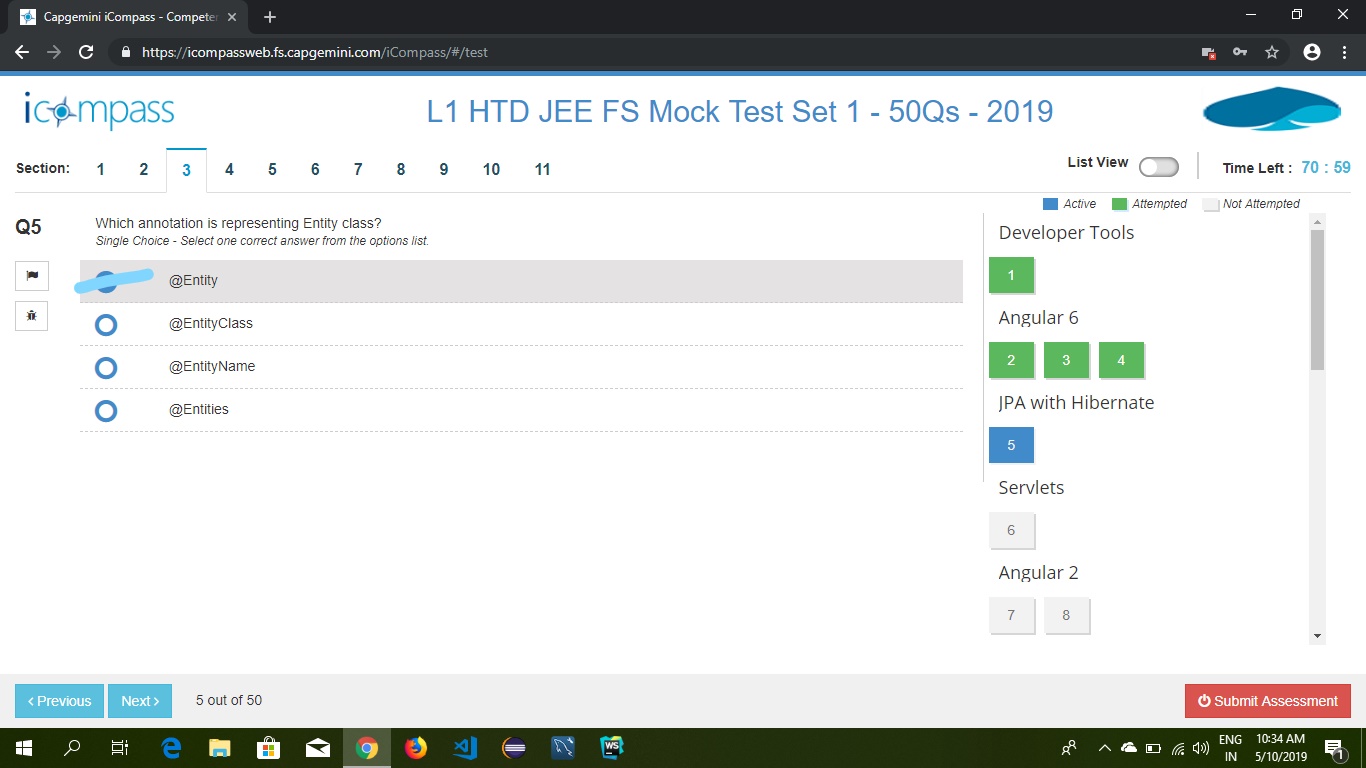 Capgemini iCompass - Competen
https://icompassweb.fs.capgemini.com/iCompass/#/test
icompass
L1 HTD JEE FS Mock Test Set 1 - 50Qs - 2019
Section: 1 2 3 4 5 6 7 8 9 10 11
List View
Time Left : 70 : 59
Active Attempted Not Attempted
Q5
Which annotation is representing Entity class?
Single Choice - Select one correct answer from the options list.
@Entity
@EntityClass
@EntityName
@Entities
Developer Tools
1
Angular 6
2 3 4
JPA with Hibernate
5
Servlets
6
Angular 2
7 8
Previous Next 5 out of 50
Submit Assessment
WS
ENG
IN
10:34 AM
5/10/2019
1